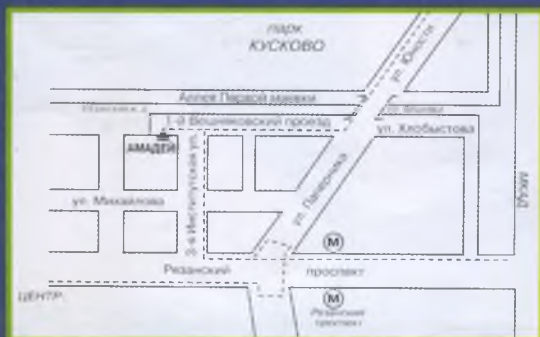 парк
КУСКОВО
ул. Юности
Аллея Первой маевки
1-й Вешняковский проезд
ул. Хлобыстова
АМАДЕЙ
3-я Институтская ул.
ул. Паперника
МКАД
ул. Михайлова
М
Рязанский проспект
ЦЕНТР
М
Рязанский
проспект